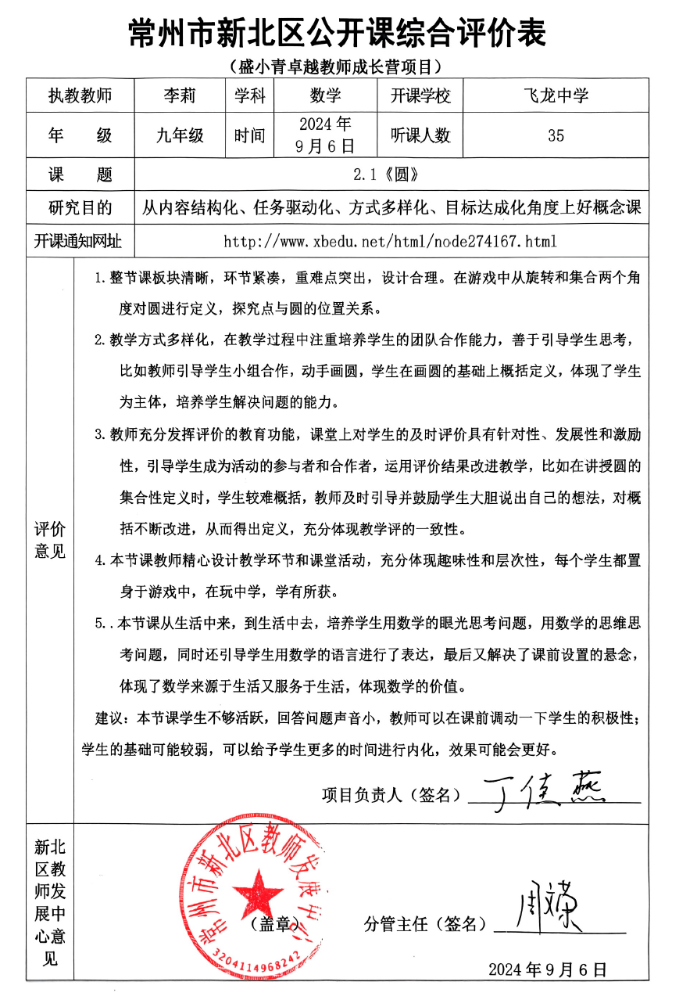 常州市新北区公开课综合评价表
（盛小青卓越教师成长营项目）
执教教师 李莉 学科 数学 开课学校 飞龙中学
年 级 九年级 时间 2024 年 9 月 6 日 听课人数 35
课 题 2.1《圆》
研究目的 从内容结构化、任务驱动化、方式多样化、目标达成化角度上好概念课
开课通知网址 http://www.xbedu.net/html/node274167.html
评价意见
1. 整节课板块清晰，环节紧凑，重难点突出，设计合理。在游戏中从旋转和集合两个角
度对圆进行定义，探究点与圆的位置关系。
2. 教学方式多样化，在教学过程中注重培养学生的团队合作能力，善于引导学生思考，
比如教师引导学生小组合作，动手画圆，学生在画圆的基础上概括定义，体现了学生
为主体，培养学生解决问题的能力。
3. 教师充分发挥评价的教育功能，课堂上对学生的及时评价具有针对性、发展性和激励
性，引导学生成为活动的参与者和合作者，运用评价结果改进教学，比如在讲授圆的
集合性定义时，学生较难概括，教师及时引导并鼓励学生大胆说出自己的想法，对概
括不断改进，从而得出定义，充分体现教学评的一致性。
4. 本节课教师精心设计教学环节和课堂活动，充分体现趣味性和层次性，每个学生都置
身于游戏中，在玩中学，学有所获。
5. . 本节课从生活中来，到生活中去，培养学生用数学的眼光思考问题，用数学的思维思
考问题，同时还引导学生用数学的语言进行了表达，最后又解决了课前设置的悬念，
体现了数学来源于生活又服务于生活，体现数学的价值。
建议：本节课学生不够活跃，回答问题声音小，教师可以在课前调动一下学生的积极性；
学生的基础可能较弱，可以给予学生更多的时间进行内化，效果可能会更好。
项目负责人（签名） 丁佳燕
新北区教师发展中心意见
常州市新北区教师发展中心
3204114968242
（盖章）
分管主任（签名） 周文荣
2024 年 9 月 6 日